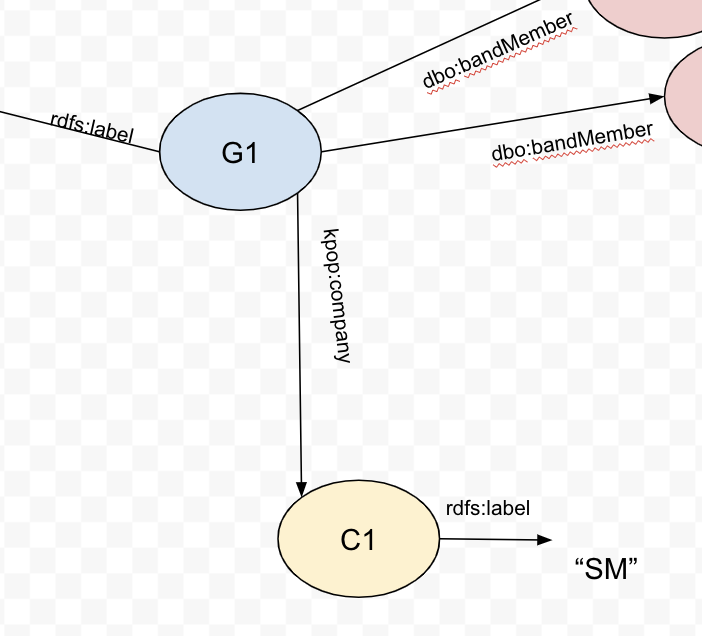 dbo:bandMember
rdfs:label
G1
dbo:bandMember
kpop:company
rdfs:label
C1
“SM”